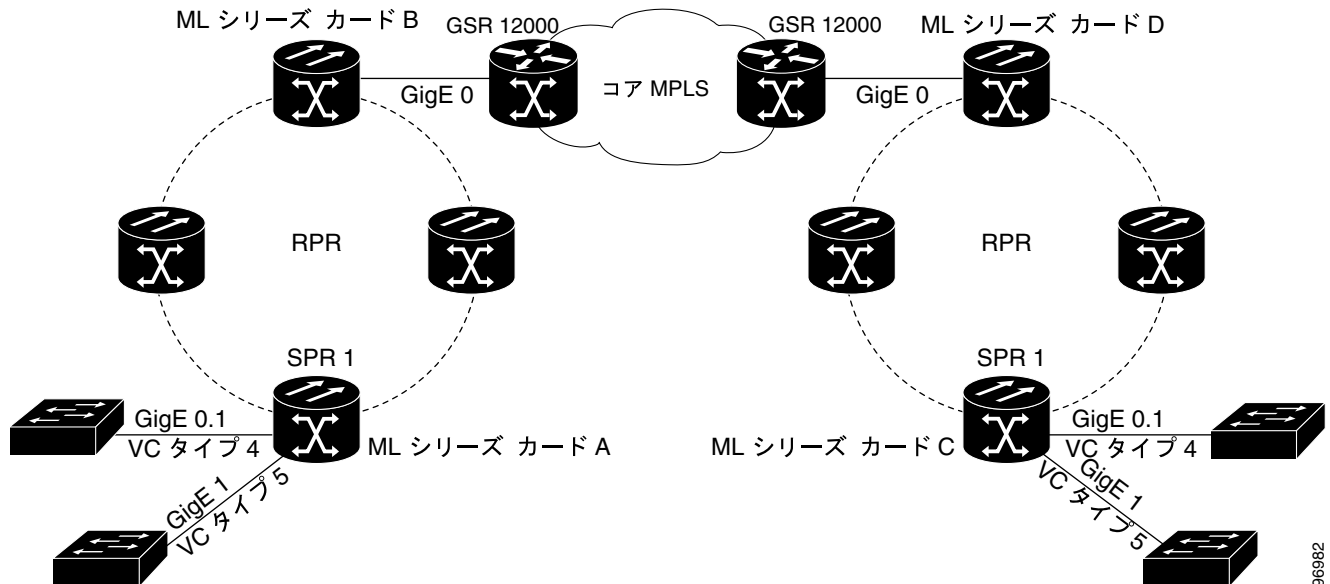 ML シリーズ カード B
GSR 12000
GSR 12000
ML シリーズ カード D
GigE 0
コア MPLS
GigE 0
RPR
RPR
SPR 1
SPR 1
GigE 0.1
VC タイプ 4
ML シリーズ カード A
ML シリーズ カード C
GigE 0.1
VC タイプ 4
GigE 1
VC タイプ 5
GigE 1
VC タイプ 5
96982